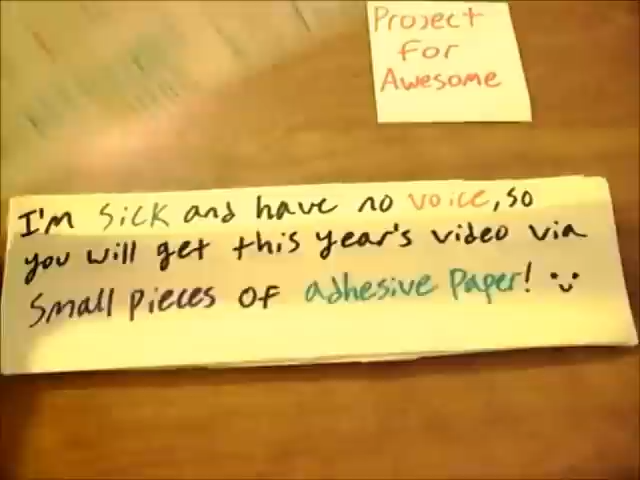 Project
For
Awesome
I'm sick and have no voice, so
you will get this year's video via
small pieces of adhesive paper! :)